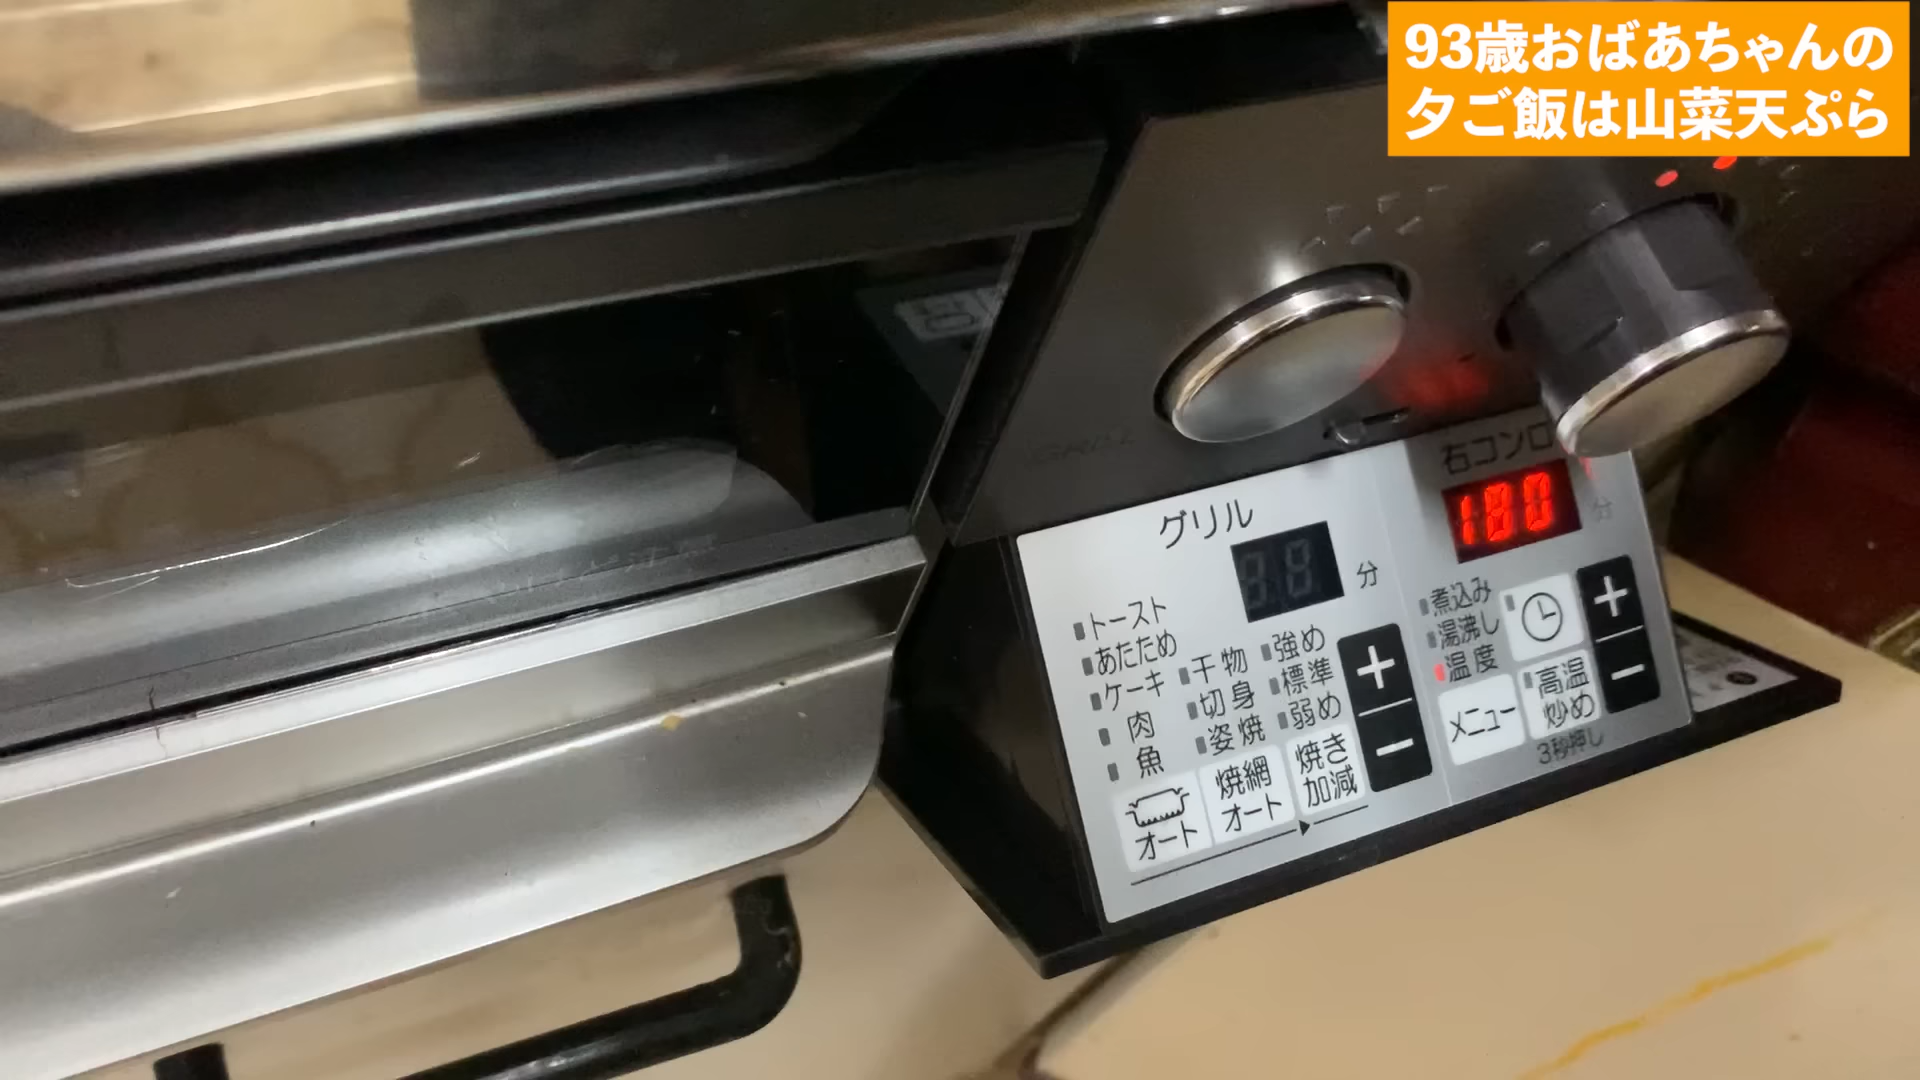 93歳おばあちゃんの
夕ご飯は山菜天ぷら
グリル
分
トースト
あたため
ケーキ
肉
魚
干物
切身
姿焼
強め
標準
弱め
+
-
オート
焼網
オート
焼き
加減
右コンロ
180
分
煮込み
湯沸し
温度
+
-
メニュー
高温
炒め
3秒押し